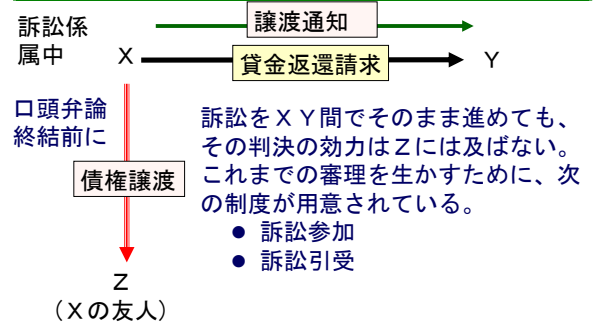 訴訟係
属中
譲渡通知
X
貸金返還請求
Y
口頭弁論
終結前に
訴訟をＸＹ間でそのまま進めても、
その判決の効力はＺには及ばない。
これまでの審理を生かすために、次
の制度が用意されている。
● 訴訟参加
● 訴訟引受
債権譲渡
Z
（Ｘの友人）